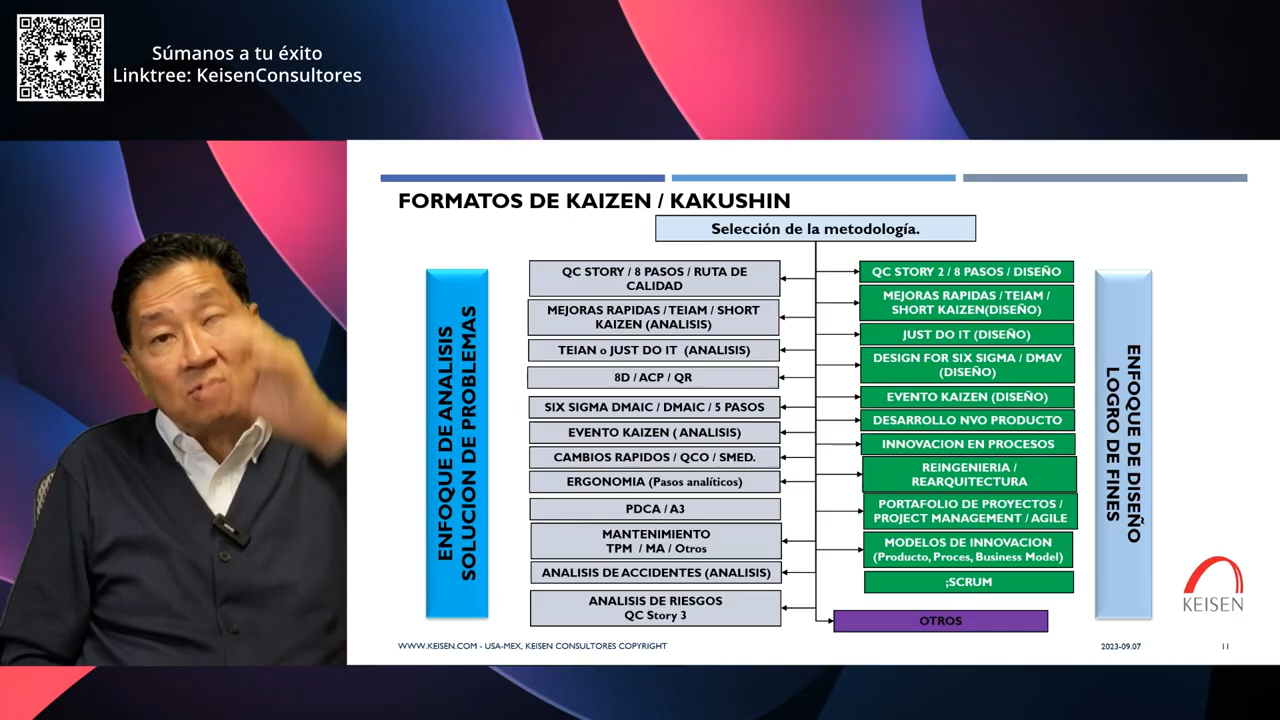 Súmanos a tu éxito
Linktree: KeisenConsultores
FORMATOS DE KAIZEN / KAKUSHIN
Selección de la metodología.
ENFOQUE DE ANALISIS
SOLUCION DE PROBLEMAS
QC STORY / 8 PASOS / RUTA DE
CALIDAD
MEJORAS RAPIDAS / TEIAM / SHORT
KAIZEN (ANALISIS)
TEIAN o JUST DO IT (ANALISIS)
8D / ACP / QR
SIX SIGMA DMAIC / DMAIC / 5 PASOS
EVENTO KAIZEN ( ANALISIS)
CAMBIOS RAPIDOS / QCO / SMED.
ERGONOMIA (Pasos analíticos)
PDCA / A3
MANTENIMIENTO
TPM / MA / Otros
ANALISIS DE ACCIDENTES (ANALISIS)
ANALISIS DE RIESGOS
QC Story 3
QC STORY 2 / 8 PASOS / DISEÑO
MEJORAS RAPIDAS / TEIAM /
SHORT KAIZEN(DISEÑO)
JUST DO IT (DISEÑO)
DESIGN FOR SIX SIGMA / DMAV
(DISEÑO)
EVENTO KAIZEN (DISEÑO)
DESARROLLO NVO PRODUCTO
INNOVACION EN PROCESOS
REINGENIERIA /
REARQUITECTURA
PORTAFOLIO DE PROYECTOS /
PROJECT MANAGEMENT / AGILE
MODELOS DE INNOVACION
(Producto, Proces, Business Model)
;SCRUM
OTROS
ENFOQUE DE DISEÑO
LOGRO DE FINES
KEISEN
WWW.KEISEN.COM - USA-MEX, KEISEN CONSULTORES COPYRIGHT
2023-09.07
11